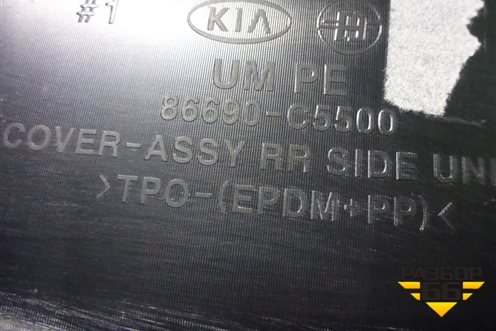 #1 KIA
UM PE
86690-C5500
COVER-ASSY RR SIDE UN
>TPO-(EPDM+PP)<
РАЗБОР
66